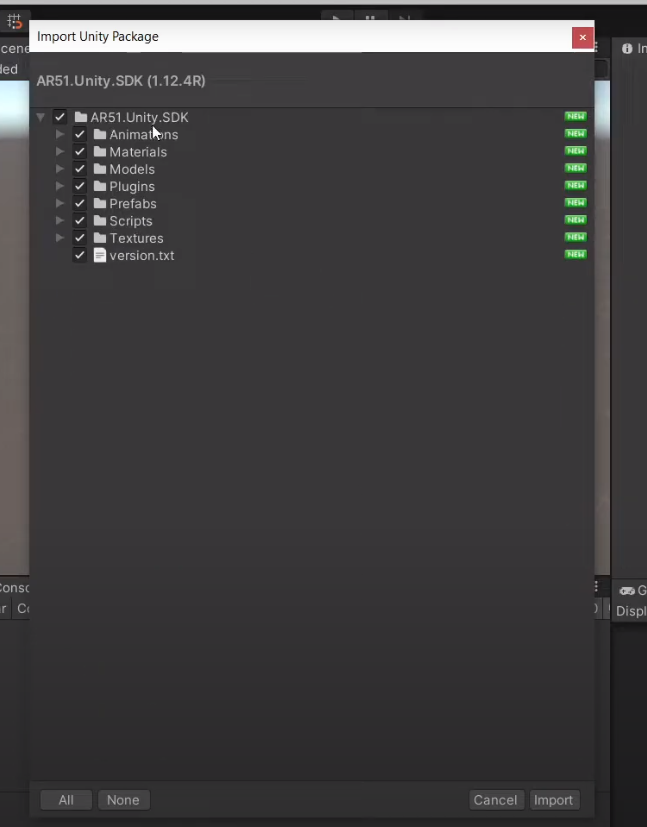 Import Unity Package
AR51.Unity.SDK (1.12.4R)
AR51.Unity.SDK NEW
Animations NEW
Materials NEW
Models NEW
Plugins NEW
Prefabs NEW
Scripts NEW
Textures NEW
version.txt NEW
All None Cancel Import